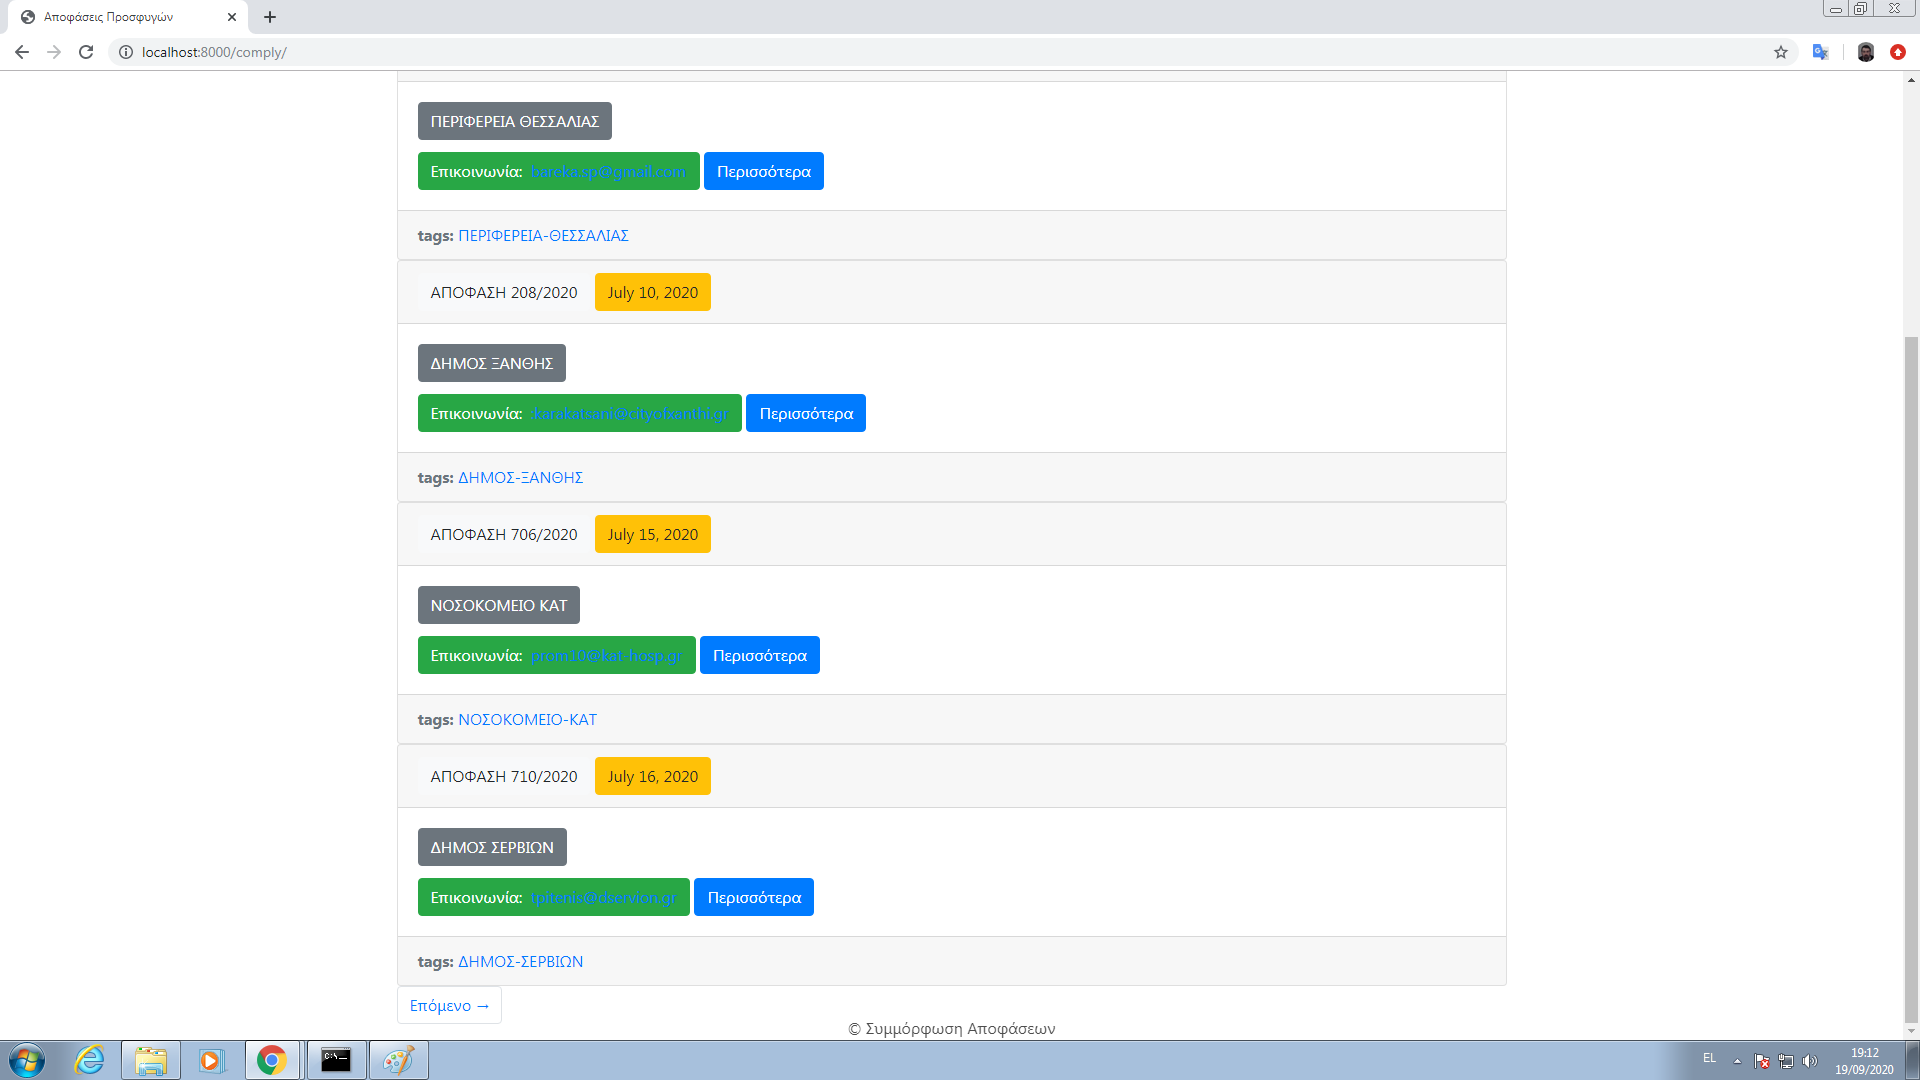 Αποφάσεις Προσφυγών
localhost:8000/comply/
ΠΕΡΙΦΕΡΕΙΑ ΘΕΣΣΑΛΙΑΣ
Επικοινωνία: bareka.sp@gmail.com Περισσότερα
tags: ΠΕΡΙΦΕΡΕΙΑ-ΘΕΣΣΑΛΙΑΣ
ΑΠΟΦΑΣΗ 208/2020 July 10, 2020
ΔΗΜΟΣ ΞΑΝΘΗΣ
Επικοινωνία: :karakatsani@cityofxanthi.gr Περισσότερα
tags: ΔΗΜΟΣ-ΞΑΝΘΗΣ
ΑΠΟΦΑΣΗ 706/2020 July 15, 2020
ΝΟΣΟΚΟΜΕΙΟ ΚΑΤ
Επικοινωνία: prom10@kat-hosp.gr Περισσότερα
tags: ΝΟΣΟΚΟΜΕΙΟ-ΚΑΤ
ΑΠΟΦΑΣΗ 710/2020 July 16, 2020
ΔΗΜΟΣ ΣΕΡΒΙΩΝ
Επικοινωνία: tpitenis@dservion.gr Περισσότερα
tags: ΔΗΜΟΣ-ΣΕΡΒΙΩΝ
Επόμενο →
© Συμμόρφωση Αποφάσεων
EL 19:12
19/09/2020